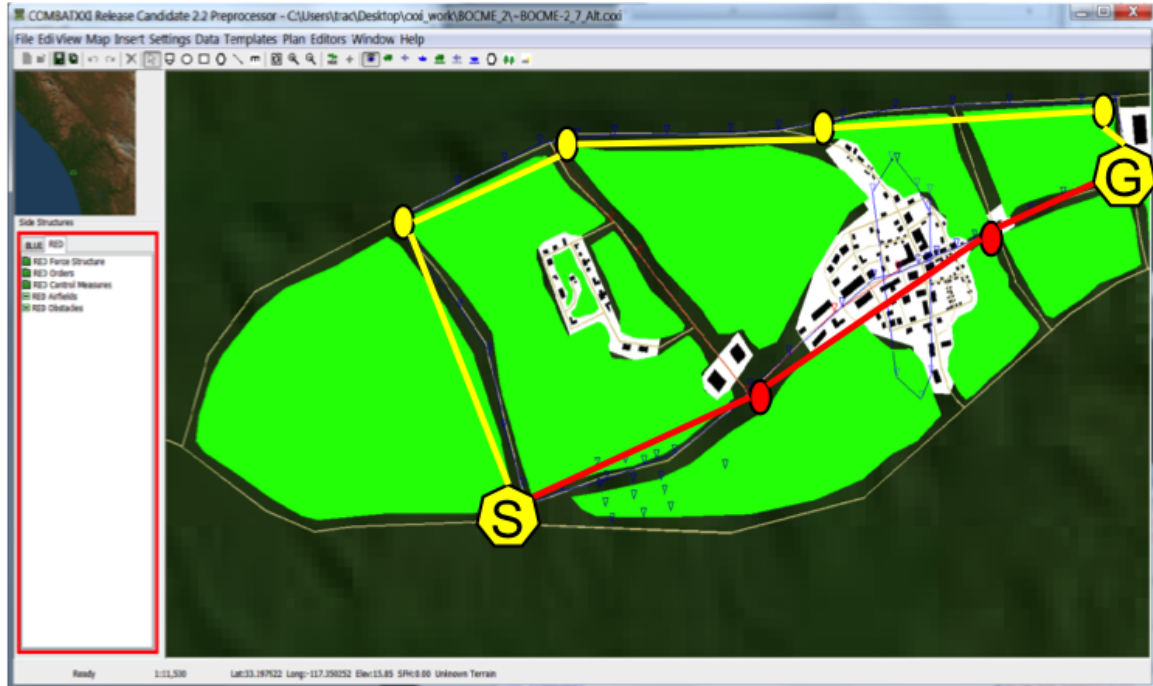 COMBATXXI Release Candidate 2.2 Preprocessor - C:\Users\trac\Desktop\cxxi_work\BOCME_2\~BOCME-2_7_Alt.cxxi
File Edi View Map Insert Settings Data Templates Plan Editors Window Help
Side Structures
BLUE RED
RED Force Structure
RED Orders
RED Control Measures
RED Airfields
RED Obstacles
G
S
Ready 1:11,530 Lat:33.197522 Long:-117.350252 Elev:15.85 SFH:0.00 Unknown Terrain